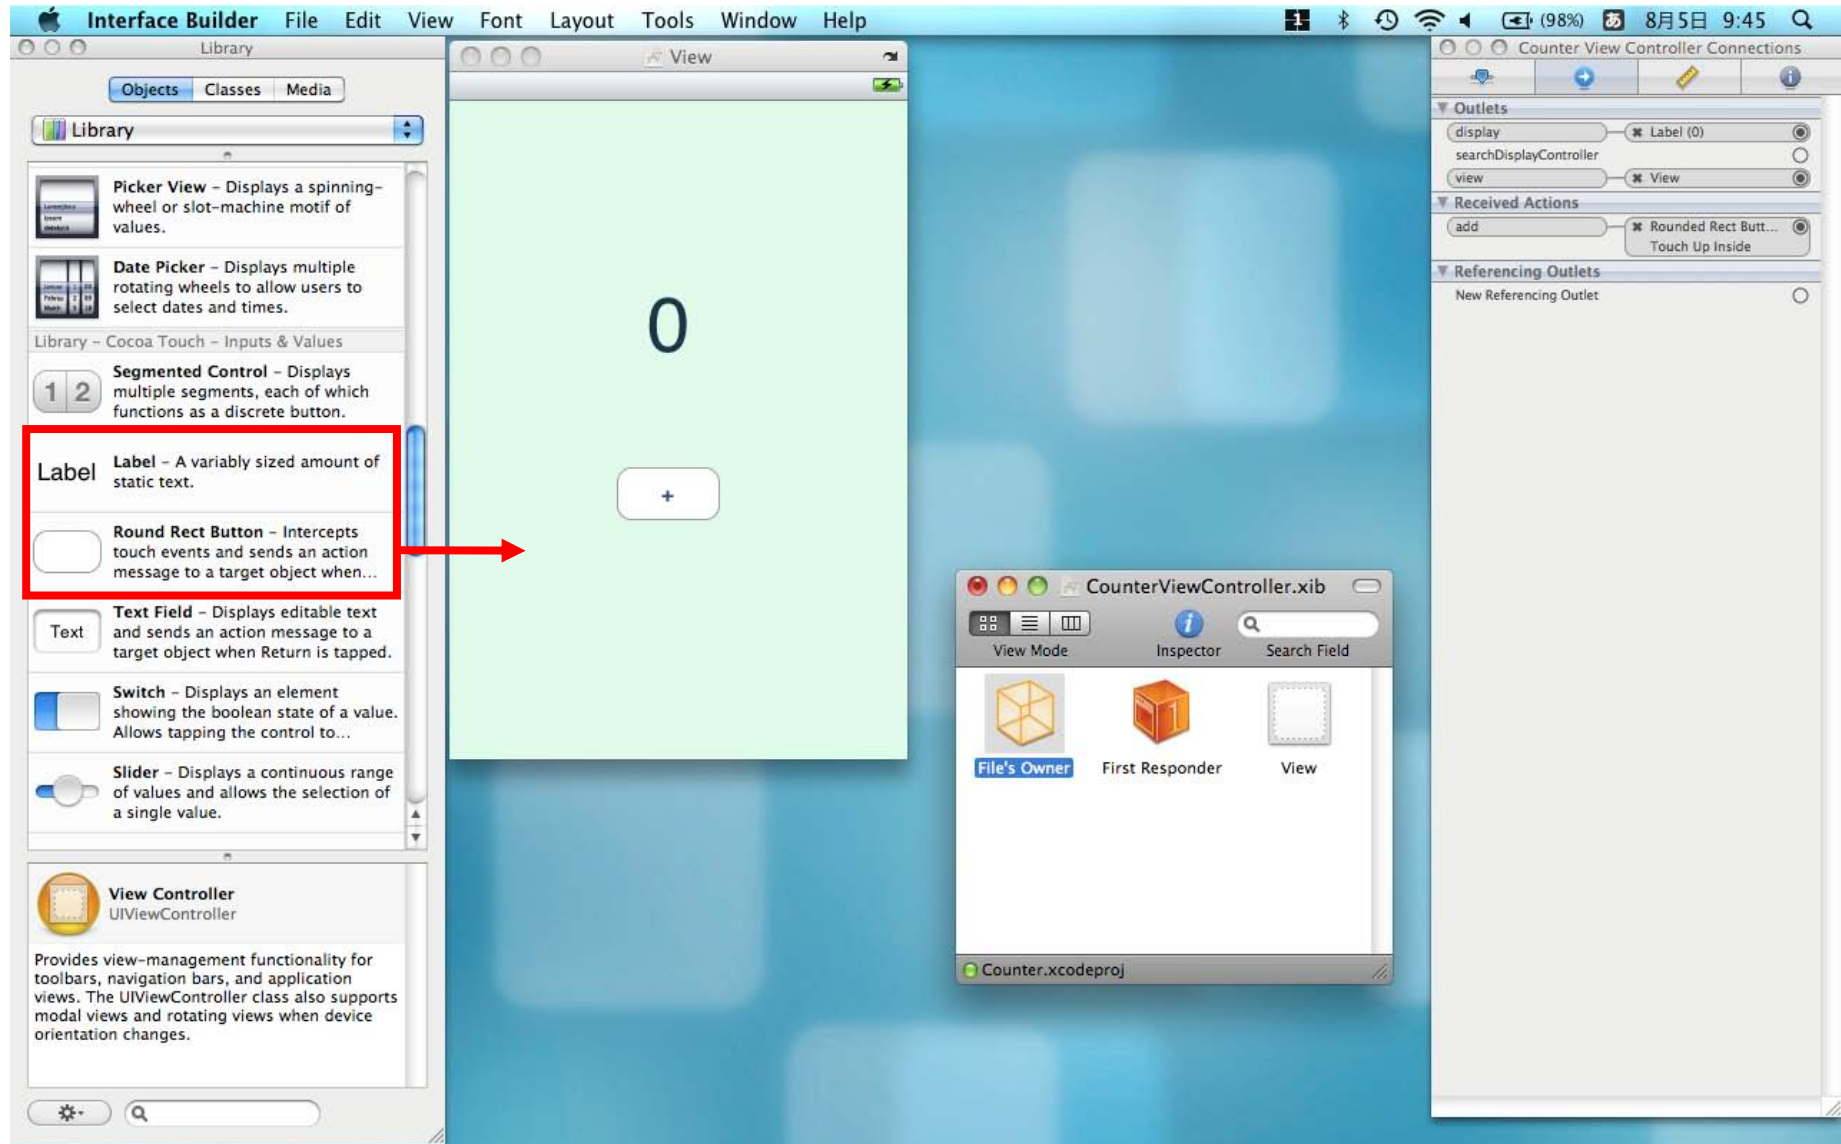 Interface Builder File Edit View Font Layout Tools Window Help
1 (98%) あ 8月5日 9:45
Library
Objects Classes Media
Library
Picker View – Displays a spinning-
wheel or slot-machine motif of
values.
Date Picker – Displays multiple
rotating wheels to allow users to
select dates and times.
Library – Cocoa Touch – Inputs & Values
1 2
Segmented Control – Displays
multiple segments, each of which
functions as a discrete button.
Label
Label – A variably sized amount of
static text.
Round Rect Button – Intercepts
touch events and sends an action
message to a target object when...
Text
Text Field – Displays editable text
and sends an action message to a
target object when Return is tapped.
Switch – Displays an element
showing the boolean state of a value.
Allows tapping the control to...
Slider – Displays a continuous range
of values and allows the selection of
a single value.
View Controller
UIViewController
Provides view-management functionality for
toolbars, navigation bars, and application
views. The UIViewController class also supports
modal views and rotating views when device
orientation changes.
View
0
+
CounterViewController.xib
View Mode Inspector Search Field
1
File's Owner First Responder View
Counter.xcodeproj
Counter View Controller Connections
Outlets
display Label (0)
searchDisplayController
view View
Received Actions
add Rounded Rect Butt...
Touch Up Inside
Referencing Outlets
New Referencing Outlet